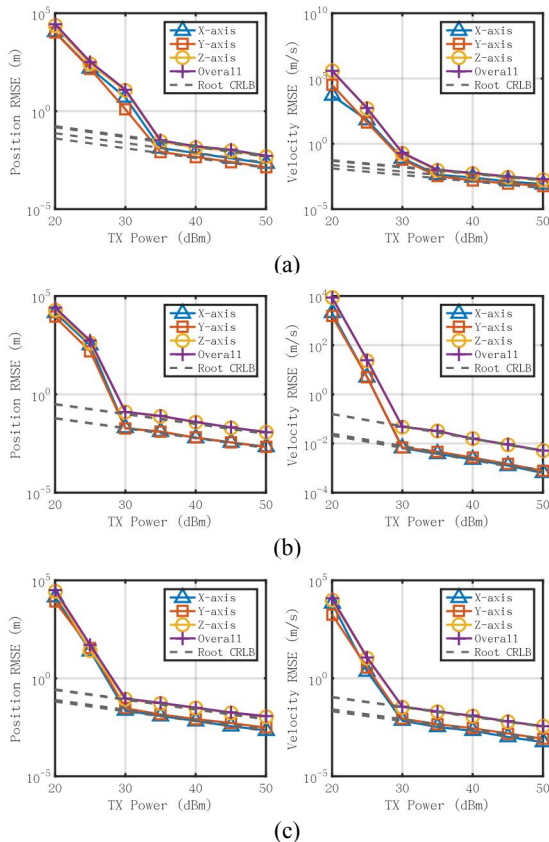 Position RMSE (m)
10^5
10^0
10^-5
X-axis
Y-axis
Z-axis
Overall
Root CRLB
20 30 40 50
TX Power (dBm)
Velocity RMSE (m/s)
10^10
10^5
10^0
10^-5
X-axis
Y-axis
Z-axis
Overall
Root CRLB
20 30 40 50
TX Power (dBm)
(a)
Position RMSE (m)
10^5
10^0
10^-5
X-axis
Y-axis
Z-axis
Overall
Root CRLB
20 30 40 50
TX Power (dBm)
Velocity RMSE (m/s)
10^4
10^2
10^0
10^-2
10^-4
X-axis
Y-axis
Z-axis
Overall
Root CRLB
20 30 40 50
TX Power (dBm)
(b)
Position RMSE (m)
10^5
10^0
10^-5
X-axis
Y-axis
Z-axis
Overall
Root CRLB
20 30 40 50
TX Power (dBm)
Velocity RMSE (m/s)
10^5
10^0
10^-5
X-axis
Y-axis
Z-axis
Overall
Root CRLB
20 30 40 50
TX Power (dBm)
(c)